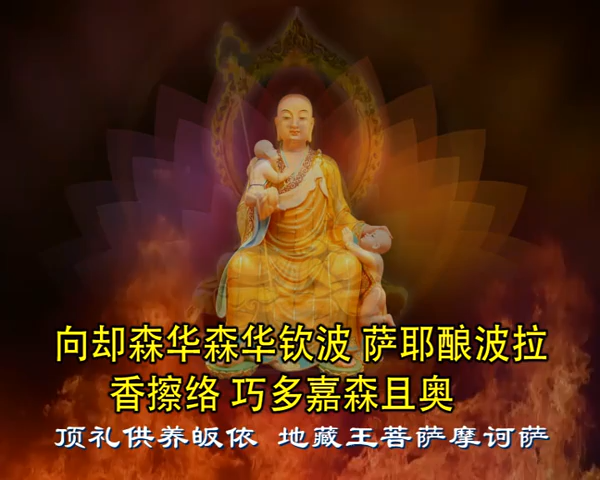 向却森华森华钦波 萨耶酿波拉
香擦络 巧多嘉森且奥
顶礼供养皈依 地藏王菩萨摩诃萨